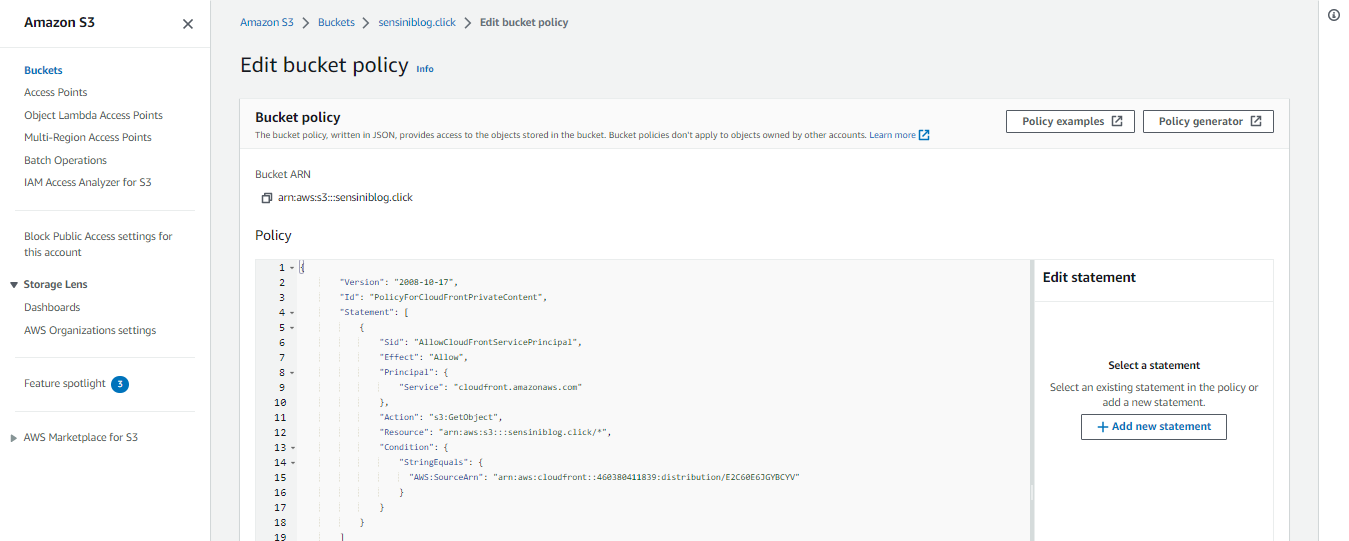 Amazon S3
Buckets
Access Points
Object Lambda Access Points
Multi-Region Access Points
Batch Operations
IAM Access Analyzer for S3
Block Public Access settings for
this account
Storage Lens
Dashboards
AWS Organizations settings
Feature spotlight 3
AWS Marketplace for S3
Amazon S3 > Buckets > sensiniblog.click > Edit bucket policy
Edit bucket policy Info
Bucket policy
The bucket policy, written in JSON, provides access to the objects stored in the bucket. Bucket policies don't apply to objects owned by other accounts. Learn more
Policy examples
Policy generator
Bucket ARN
arn:aws:s3:::sensiniblog.click
Policy
1 {
2 "Version": "2008-10-17",
3 "Id": "PolicyForCloudFrontPrivateContent",
4 "Statement": [
5 {
6 "Sid": "AllowCloudFrontServicePrincipal",
7 "Effect": "Allow",
8 "Principal": {
9 "Service": "cloudfront.amazonaws.com"
10 },
11 "Action": "s3:GetObject",
12 "Resource": "arn:aws:s3:::sensiniblog.click/*",
13 "Condition": {
14 "StringEquals": {
15 "AWS:SourceArn": "arn:aws:cloudfront::460380411839:distribution/E2C60E6JGYBCYV"
16 }
17 }
18 }
19 ]
Edit statement
Select a statement
Select an existing statement in the policy or
add a new statement.
+ Add new statement